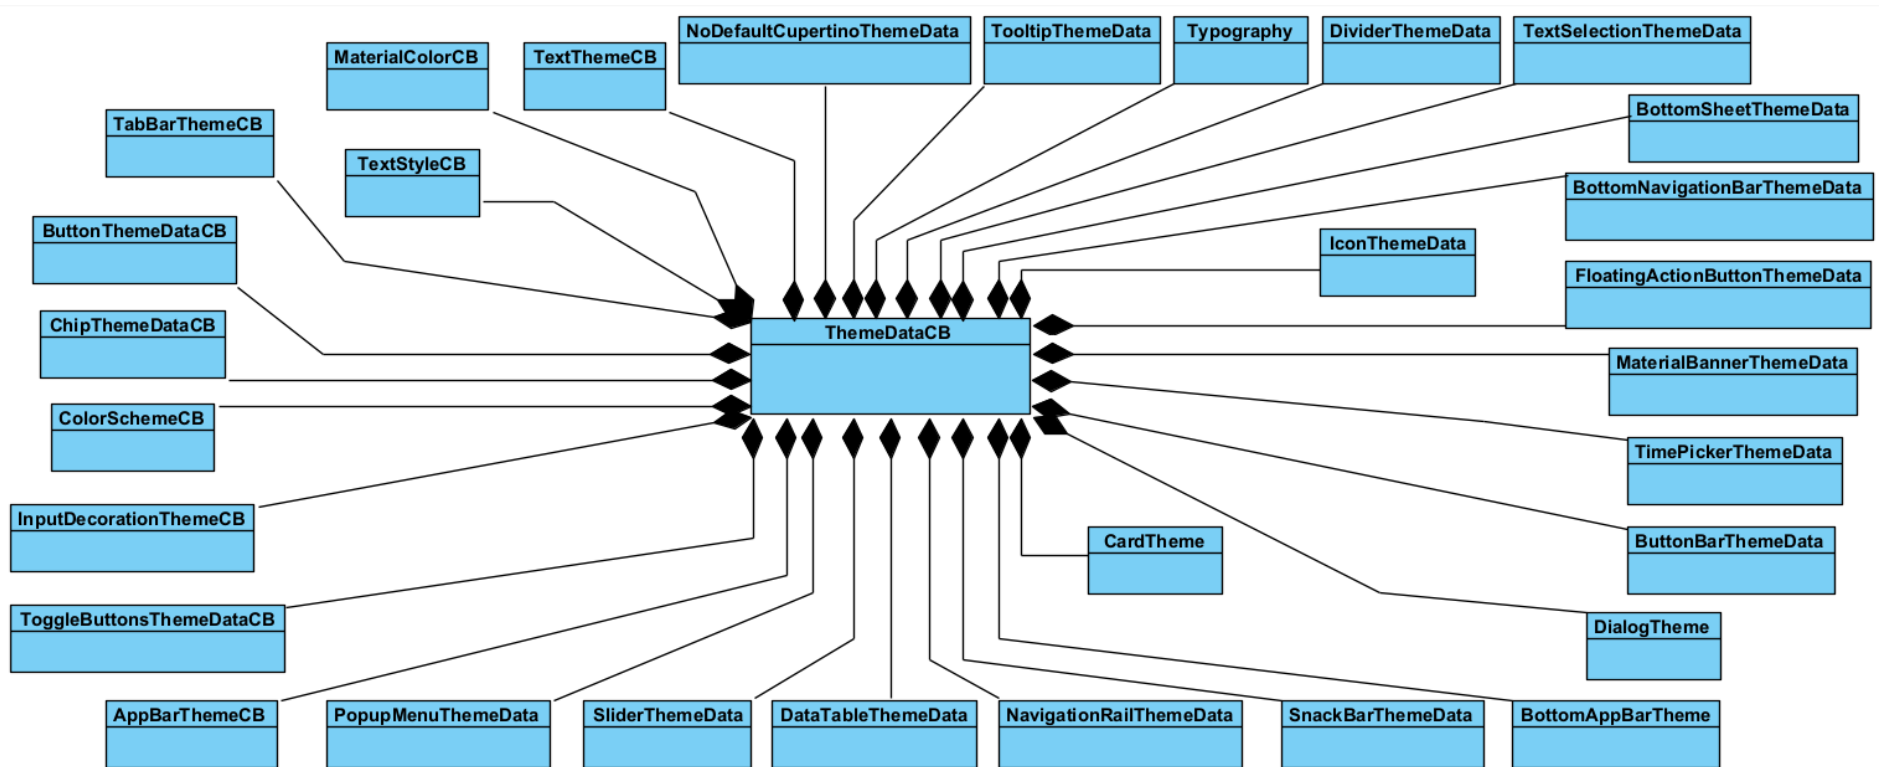 NoDefaultCupertinoThemeData
TooltipThemeData
Typography
DividerThemeData
TextSelectionThemeData
MaterialColorCB
TextThemeCB
BottomSheetThemeData
TabBarThemeCB
TextStyleCB
BottomNavigationBarThemeData
ButtonThemeDataCB
IconThemeData
FloatingActionButtonThemeData
ChipThemeDataCB
ThemeDataCB
MaterialBannerThemeData
ColorSchemeCB
TimePickerThemeData
InputDecorationThemeCB
CardTheme
ButtonBarThemeData
ToggleButtonsThemeDataCB
DialogTheme
AppBarThemeCB
PopupMenuThemeData
SliderThemeData
DataTableThemeData
NavigationRailThemeData
SnackBarThemeData
BottomAppBarTheme